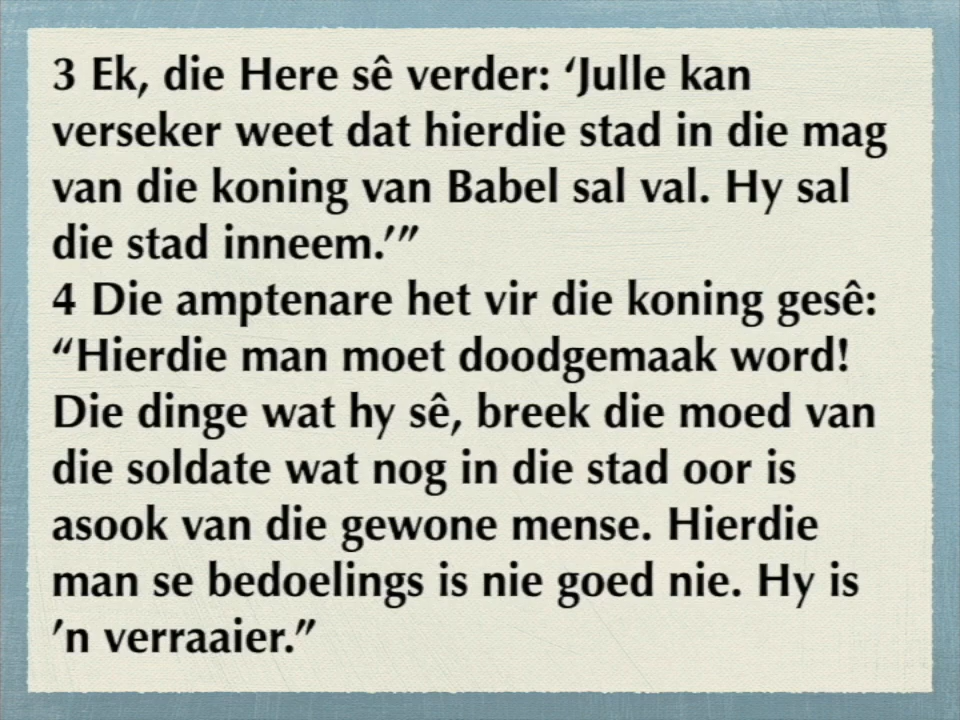 3 Ek, die Here sê verder: ‘Julle kan
verseker weet dat hierdie stad in die mag
van die koning van Babel sal val. Hy sal
die stad inneem.’”
4 Die amptenare het vir die koning gesê:
“Hierdie man moet doodgemaak word!
Die dinge wat hy sê, breek die moed van
die soldate wat nog in die stad oor is
asook van die gewone mense. Hierdie
man se bedoelings is nie goed nie. Hy is
’n verraaier.”